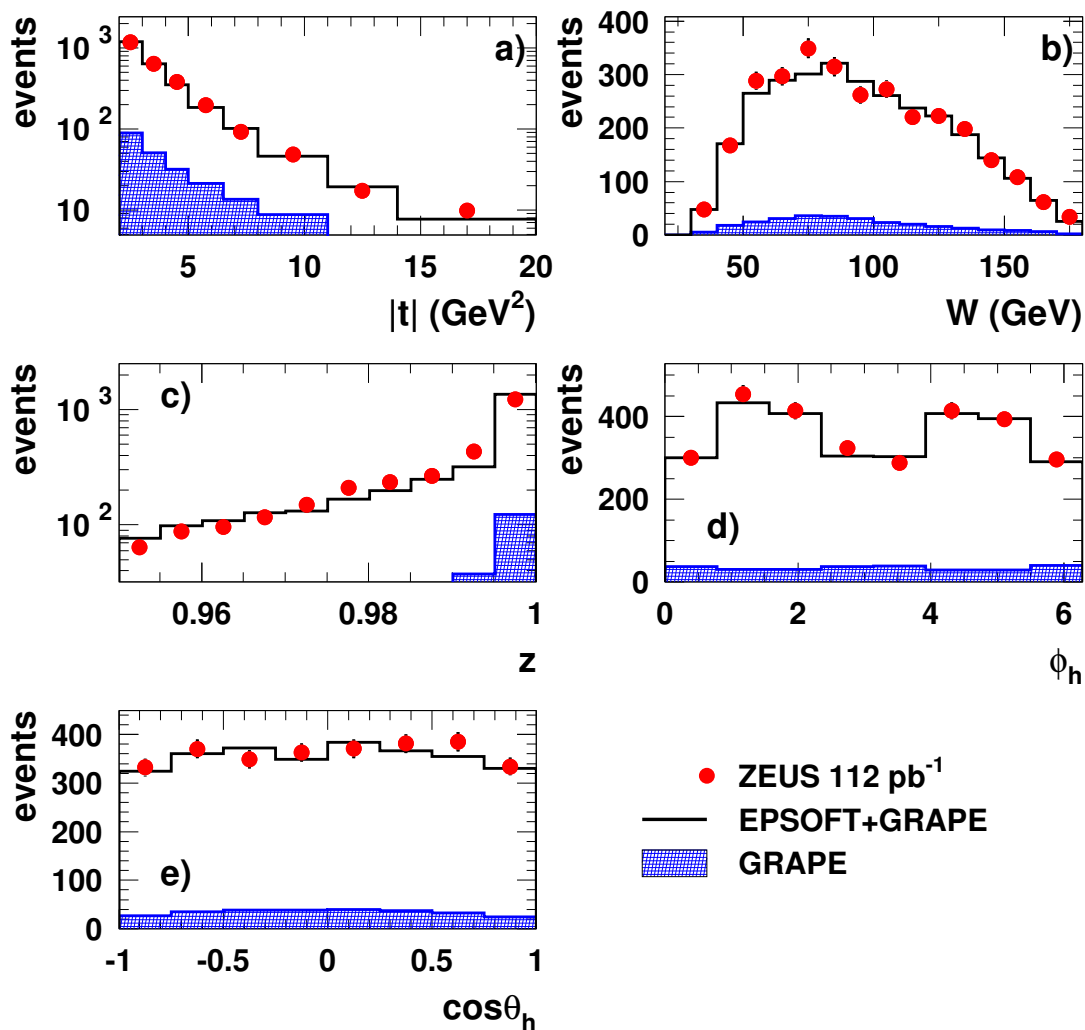 events
10³
10²
10
a)
5 10 15 20
|t| (GeV²)
events
400
300
200
100
0
b)
50 100 150
W (GeV)
events
10³
10²
c)
0.96 0.98 1
z
events
400
200
0
d)
0 2 4 6
ϕₕ
events
400
300
200
100
0
e)
-1 -0.5 0 0.5 1
cosθₕ
ZEUS 112 pb⁻¹
EPSOFT+GRAPE
GRAPE